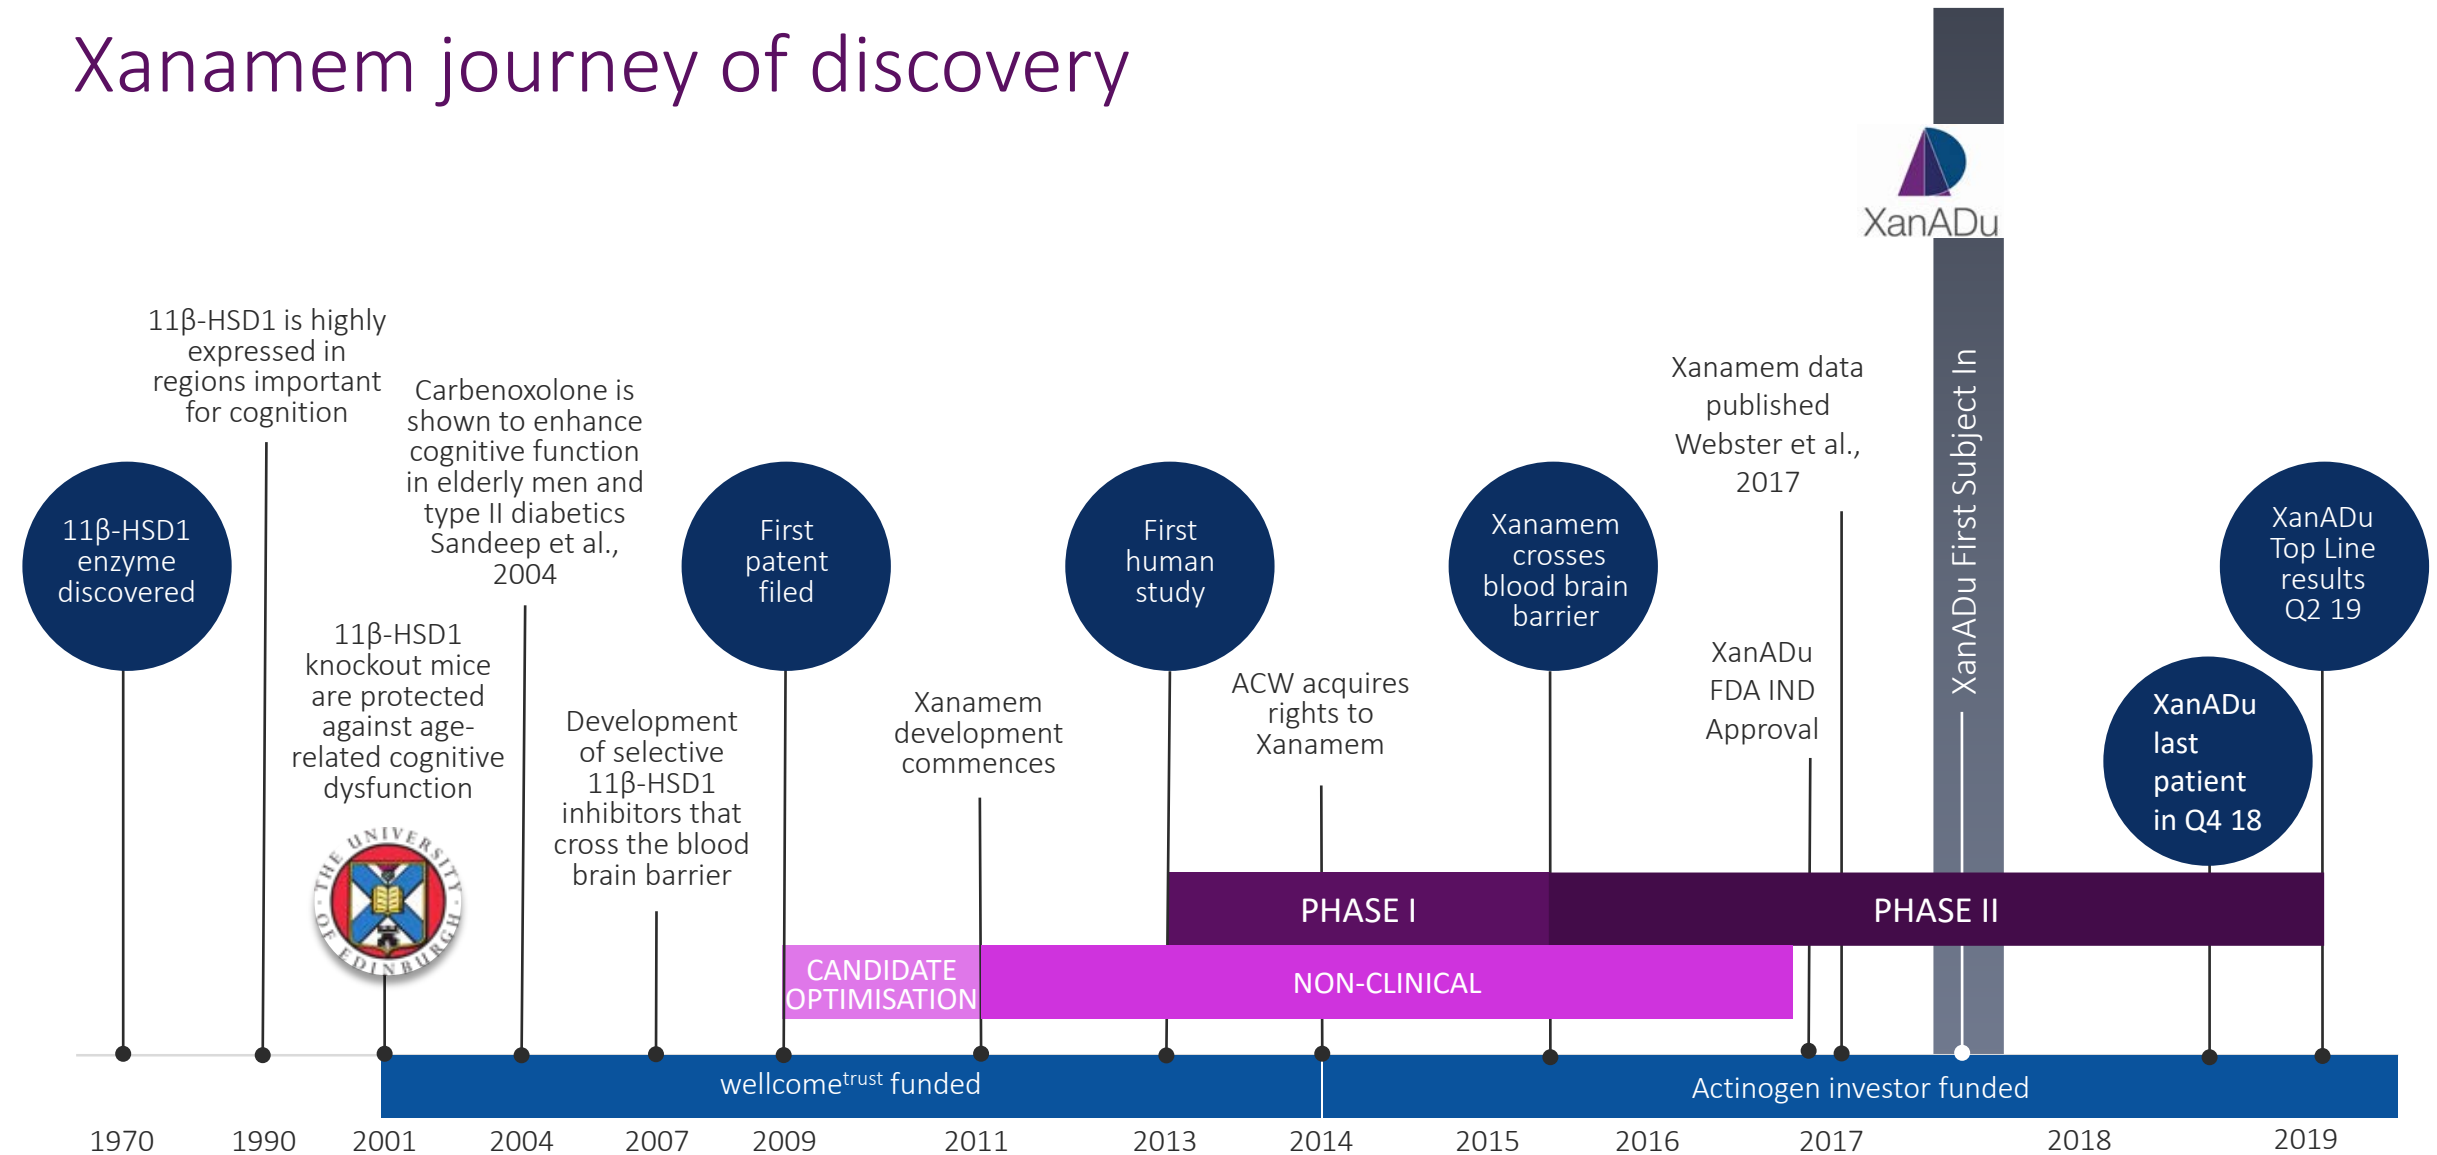 Xanamem journey of discovery
XanADu
11β-HSD1 is highly
expressed in
regions important
for cognition
Carbenoxolone is
shown to enhance
cognitive function
in elderly men and
type II diabetics
Sandeep et al.,
2004
Xanamem data
published
Webster et al.,
2017
XanADu First Subject In
11β-HSD1
enzyme
discovered
First
patent
filed
First
human
study
Xanamem
crosses
blood brain
barrier
XanADu
Top Line
results
Q2 19
11β-HSD1
knockout mice
are protected
against age-
related cognitive
dysfunction
Development
of selective
11β-HSD1
inhibitors that
cross the blood
brain barrier
Xanamem
development
commences
ACW acquires
rights to
Xanamem
XanADu
FDA IND
Approval
XanADu
last
patient
in Q4 18
THE UNIVERSITY
OF EDINBURGH
PHASE I
PHASE II
CANDIDATE
OPTIMISATION
NON-CLINICAL
wellcometrust funded
Actinogen investor funded
1970 1990 2001 2004 2007 2009 2011 2013 2014 2015 2016 2017 2018 2019